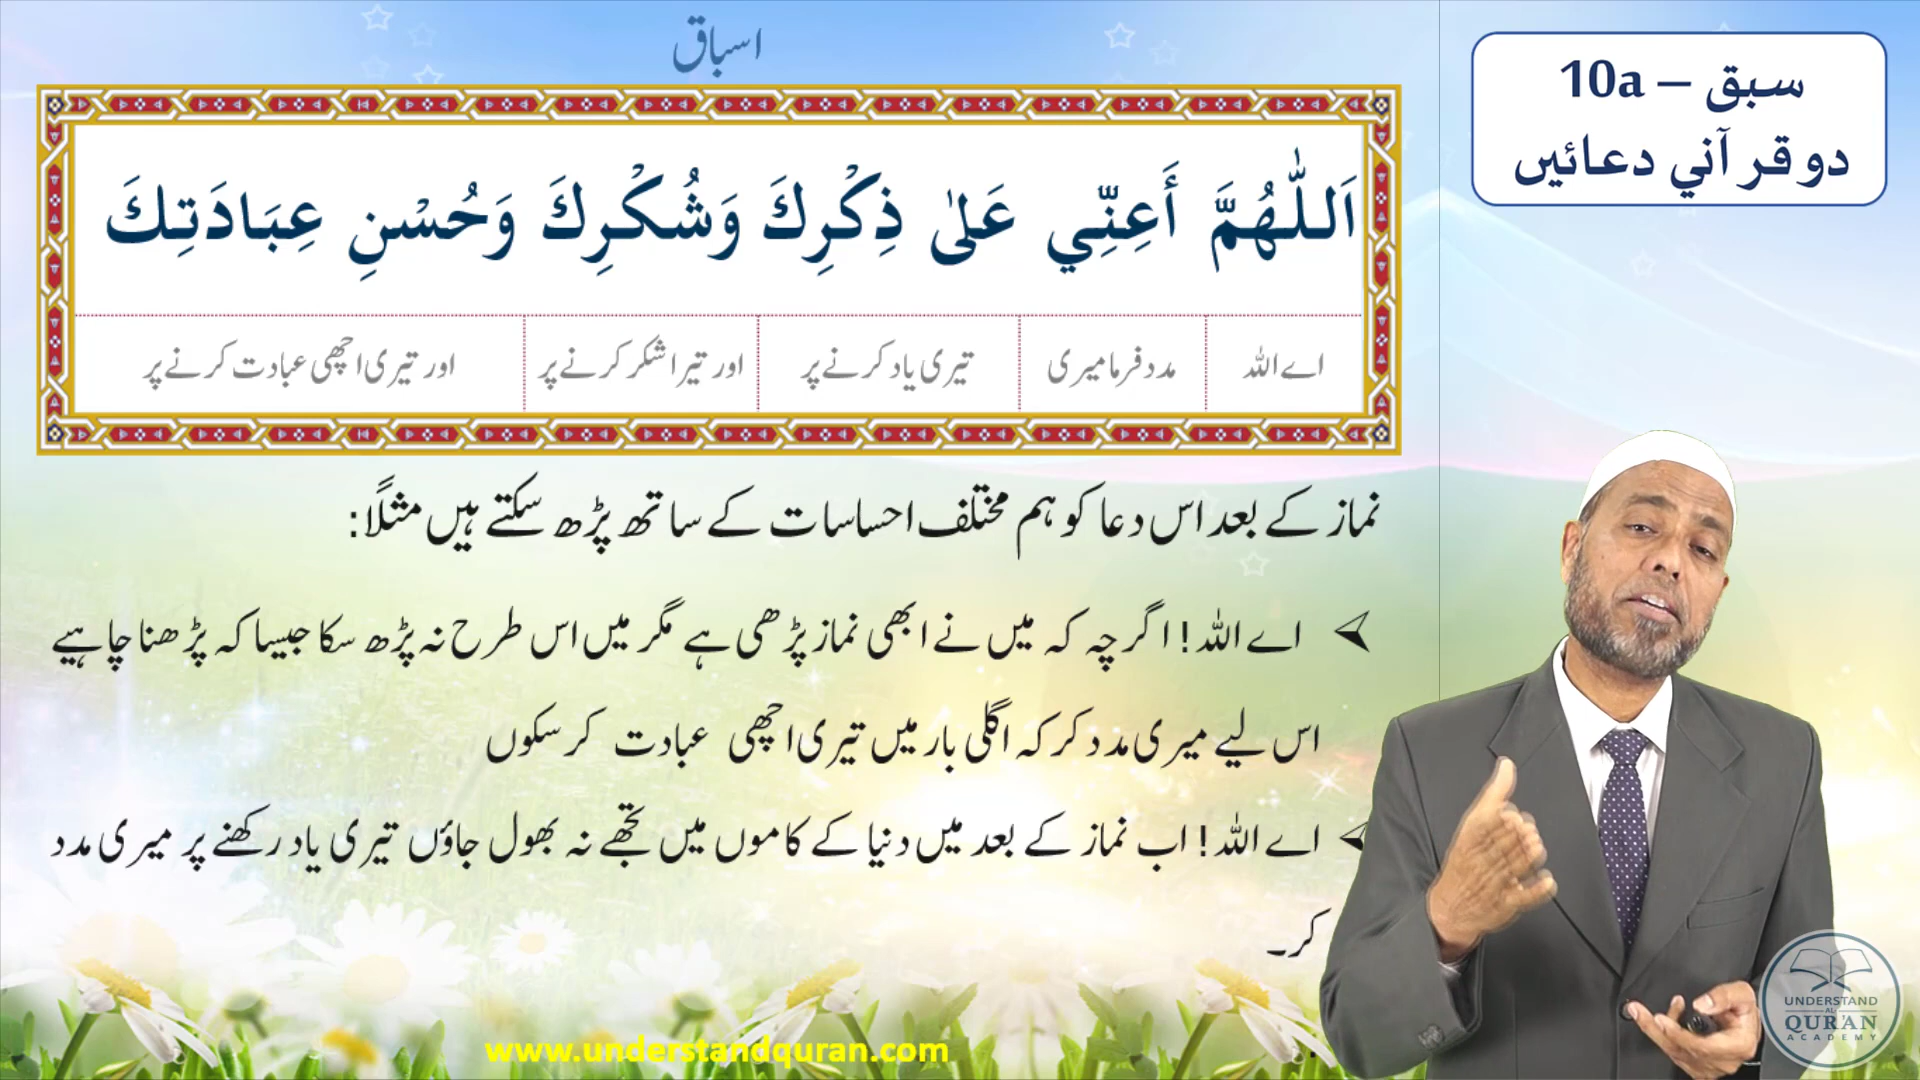 اسباق
سبق – 10a
دو قرآني دعائيں
اَللّٰهُمَّ أَعِنِّي عَلىٰ ذِكْرِكَ وَشُكْرِكَ وَحُسْنِ عِبَادَتِكَ
اے اللہ مدد فرما میری تیری یاد کرنے پر اور تیرا شکر کرنے پر اور تیری اچھی عبادت کرنے پر
نماز کے بعد اس دعا کو ہم مختلف احساسات کے ساتھ پڑھ سکتے ہیں مثلاً:
اے اللہ! اگرچہ کہ میں نے ابھی نماز پڑھی ہے مگر میں اس طرح نہ پڑھ سکا جیسا کہ پڑھنا چاہیے
اس لیے میری مدد کر کہ اگلی بار میں تیری اچھی عبادت کر سکوں
اے اللہ! اب نماز کے بعد میں دنیا کے کاموں میں تجھے نہ بھول جاؤں تیری یاد رکھنے پر میری مدد
کر۔
www.understandquran.com
UNDERSTAND
AL
QUR'AN
ACADEMY